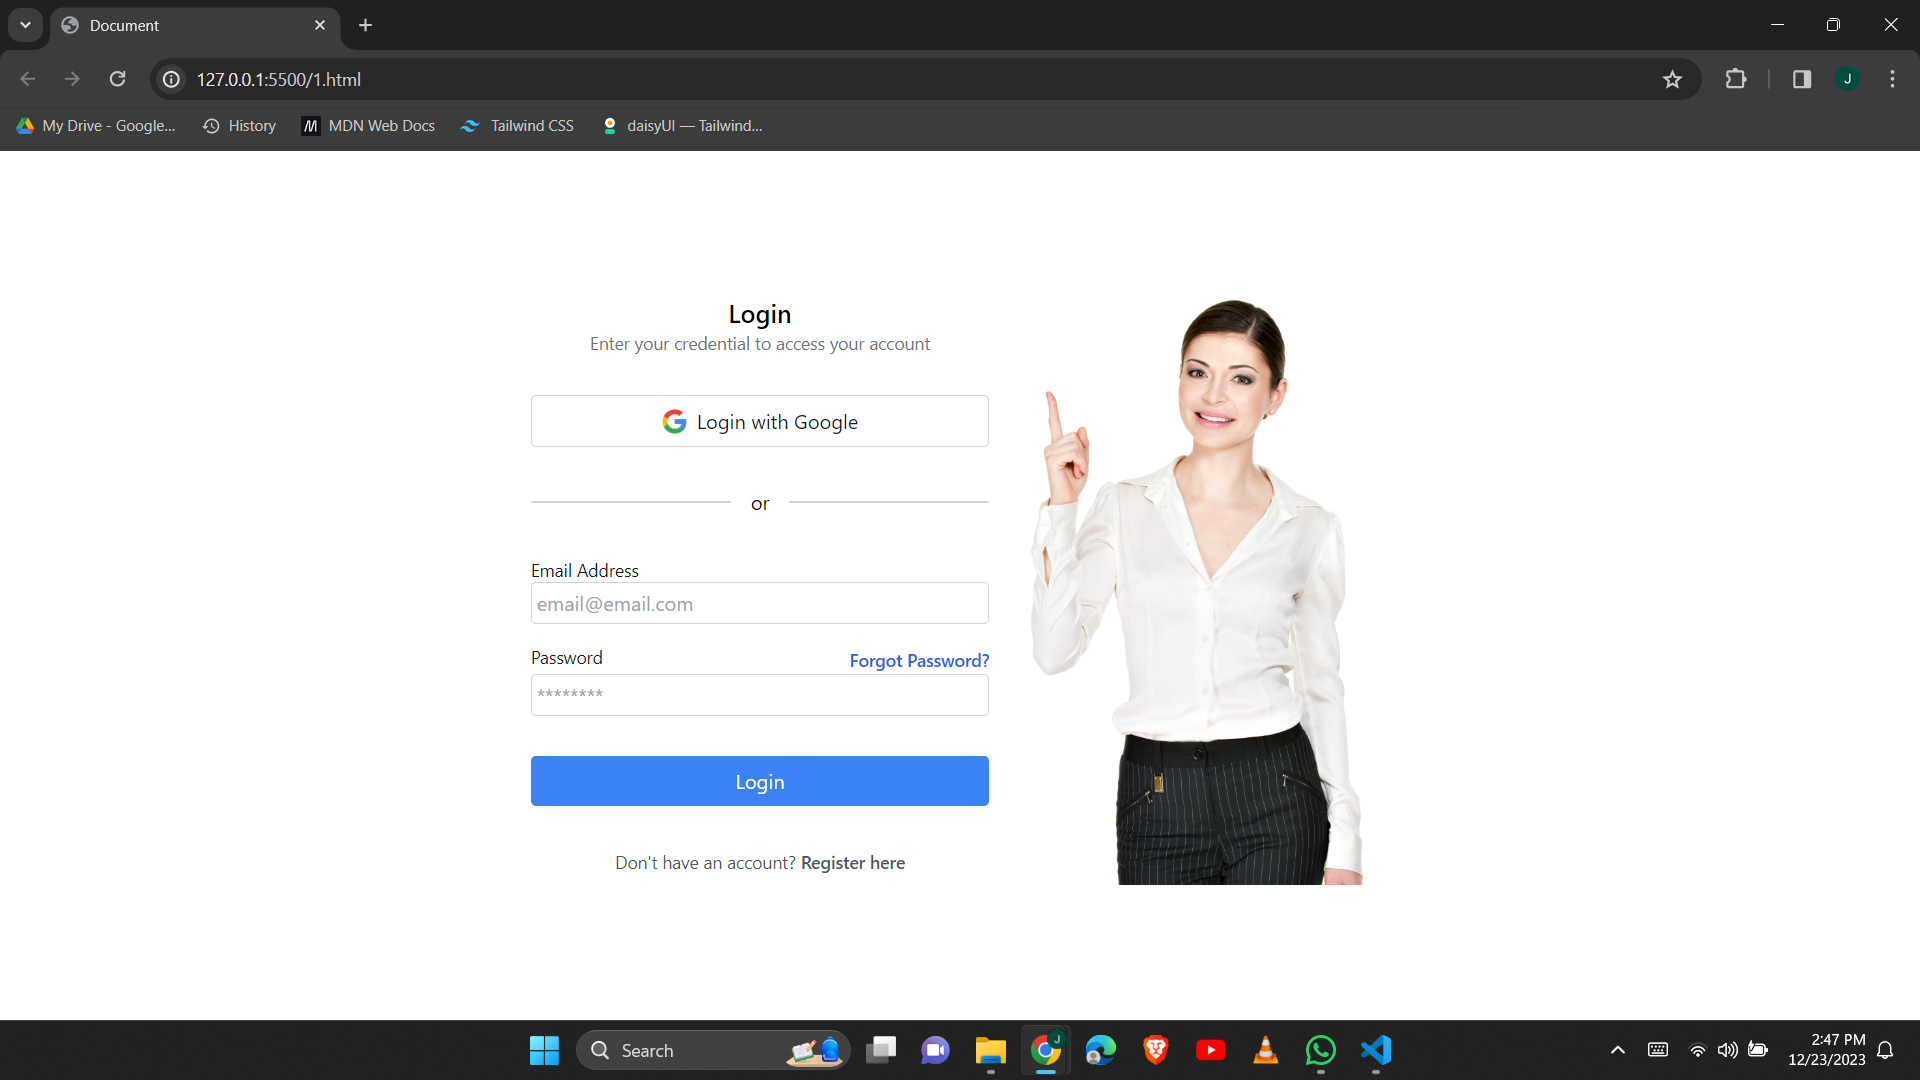 Document
127.0.0.1:5500/1.html
J
My Drive - Google...
History
MDN Web Docs
Tailwind CSS
daisyUI — Tailwind...
Login
Enter your credential to access your account
Login with Google
or
Email Address
email@email.com
Password
Forgot Password?
********
Login
Don't have an account? Register here
Search
J
2:47 PM
12/23/2023